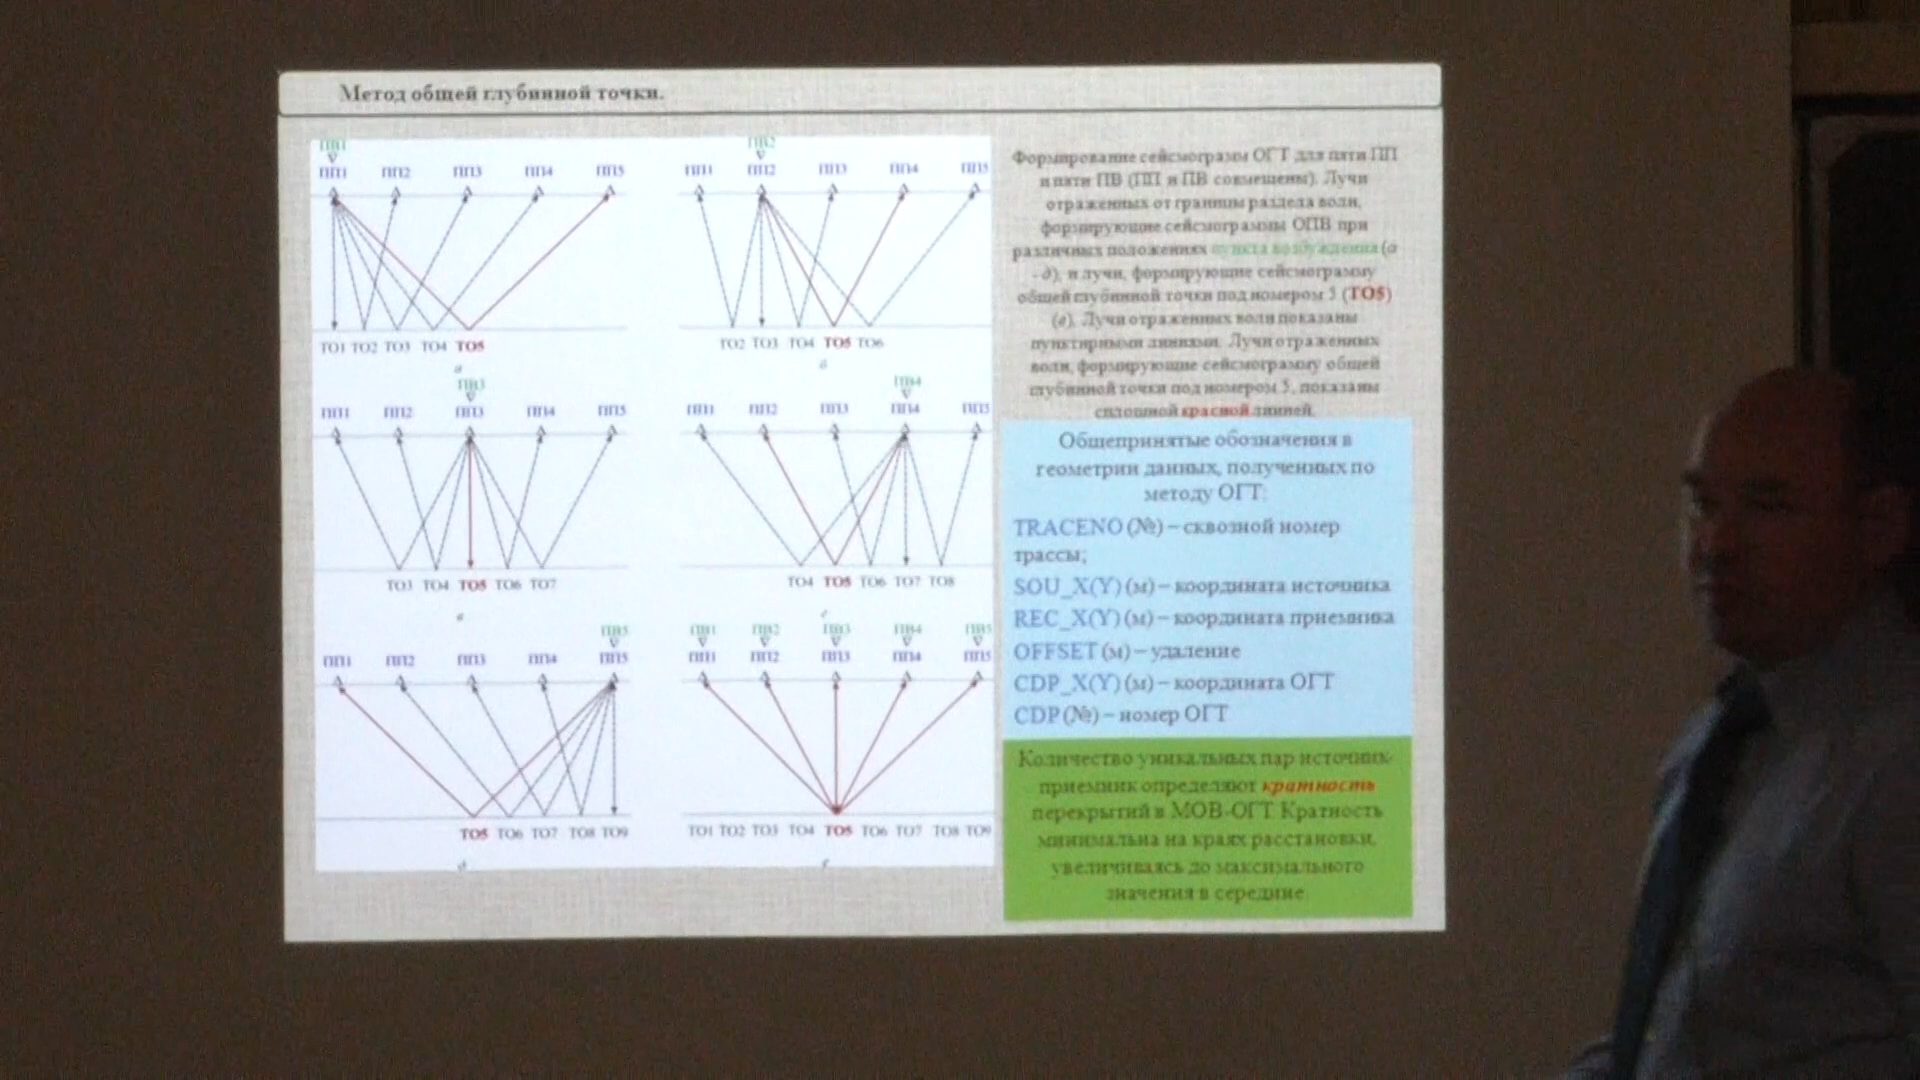 Метод общей глубинной точки.
ПВ1
ПП1 ПП2 ПП3 ПП4 ПП5
ТО1 ТО2 ТО3 ТО4 ТО5
а
ПВ2
ПП1 ПП2 ПП3 ПП4 ПП5
ТО2 ТО3 ТО4 ТО5 ТО6
б
ПВ3
ПП1 ПП2 ПП3 ПП4 ПП5
ТО3 ТО4 ТО5 ТО6 ТО7
в
ПВ4
ПП1 ПП2 ПП3 ПП4 ПП5
ТО4 ТО5 ТО6 ТО7 ТО8
г
ПВ5
ПП1 ПП2 ПП3 ПП4 ПП5
ТО5 ТО6 ТО7 ТО8 ТО9
д
ПВ1 ПВ2 ПВ3 ПВ4 ПВ5
ПП1 ПП2 ПП3 ПП4 ПП5
ТО1 ТО2 ТО3 ТО4 ТО5 ТО6 ТО7 ТО8 ТО9
е
Формирование сейсмограмм ОГТ для пяти ПП
и пяти ПВ (ПП и ПВ совмещены). Лучи
отраженных от границы раздела волн,
формирующие сейсмограммы ОПВ при
различных положениях пункта возбуждения (а
- д), и лучи, формирующие сейсмограмму
общей глубинной точки под номером 5 (ТО5)
(е). Лучи отраженных волн показаны
пунктирными линиями. Лучи отраженных
волн, формирующие сейсмограмму общей
глубинной точки под номером 5, показаны
сплошной красной линией.
Общепринятые обозначения в
геометрии данных, полученных по
методу ОГТ:
TRACENO (№) – сквозной номер
трассы;
SOU_X(Y) (м) – координата источника
REC_X(Y) (м) – координата приемника
OFFSET (м) – удаление
CDP_X(Y) (м) – координата ОГТ
CDP (№) – номер ОГТ
Количество уникальных пар источник-
приемник определяют кратность
перекрытий в МОВ-ОГТ. Кратность
минимальна на краях расстановки,
увеличиваясь до максимального
значения в середине.